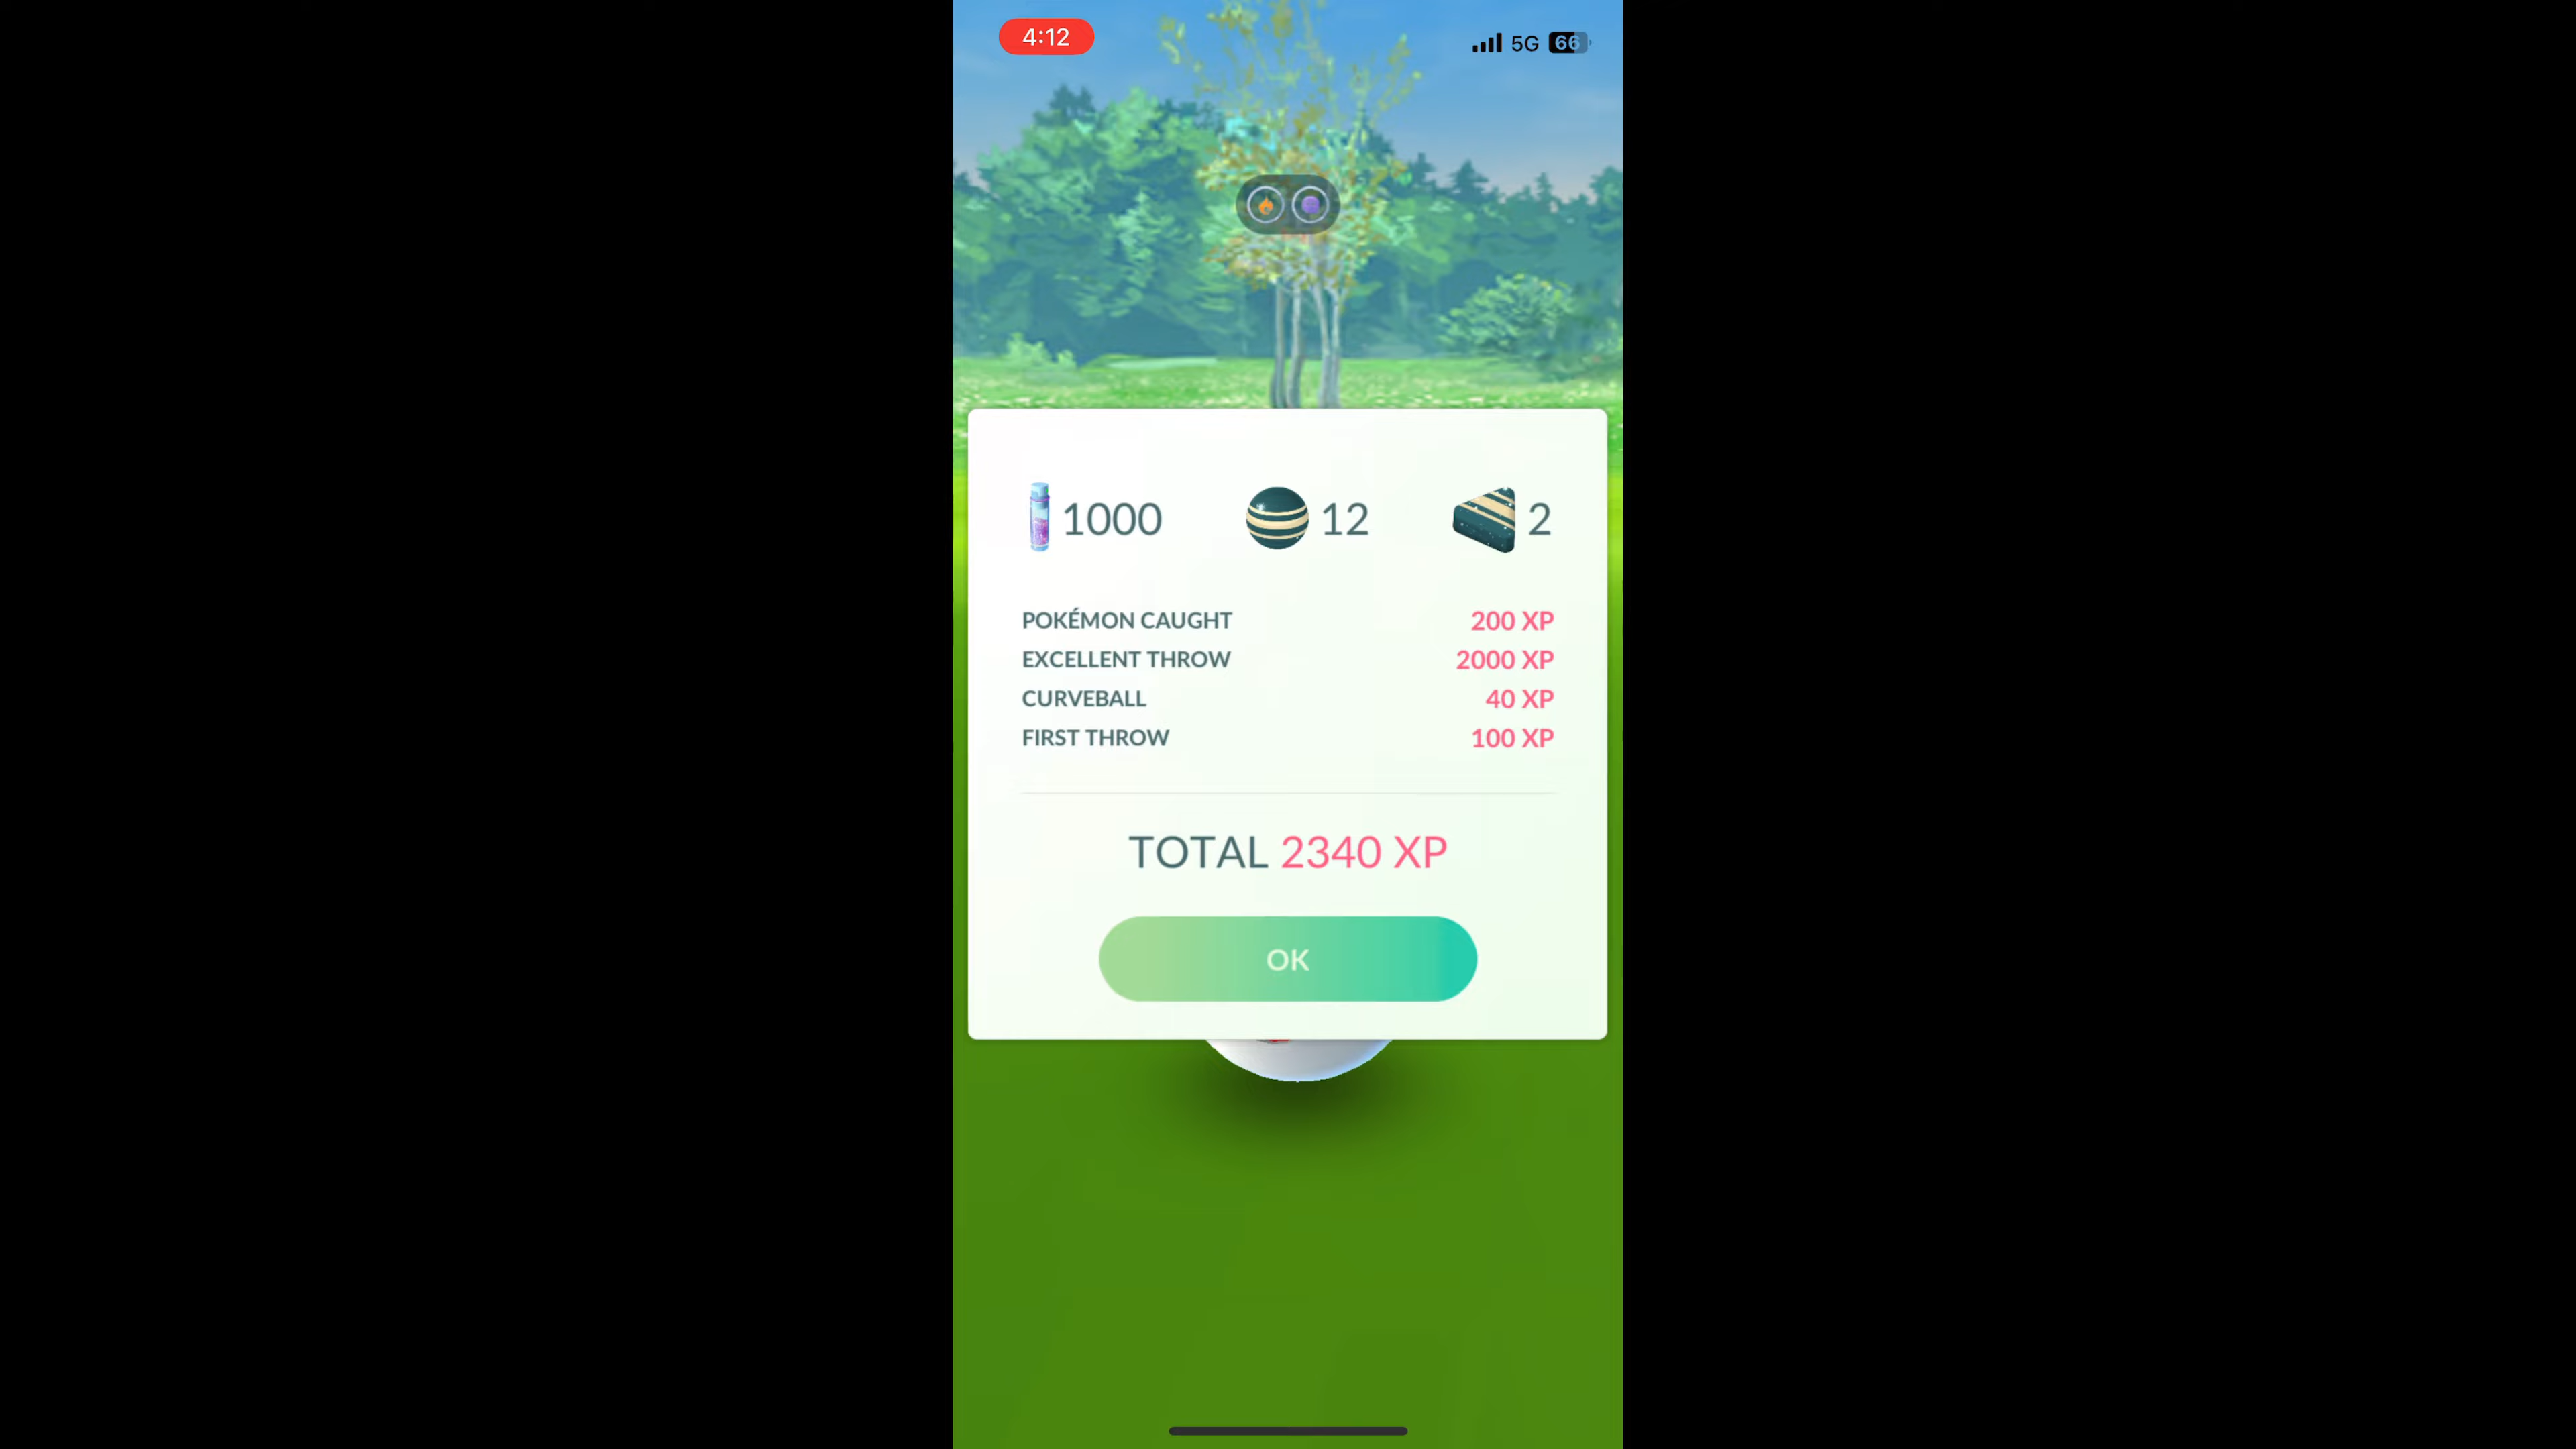 4:12
5G 66
1000 12 2
POKÉMON CAUGHT 200 XP
EXCELLENT THROW 2000 XP
CURVEBALL 40 XP
FIRST THROW 100 XP
TOTAL 2340 XP
OK